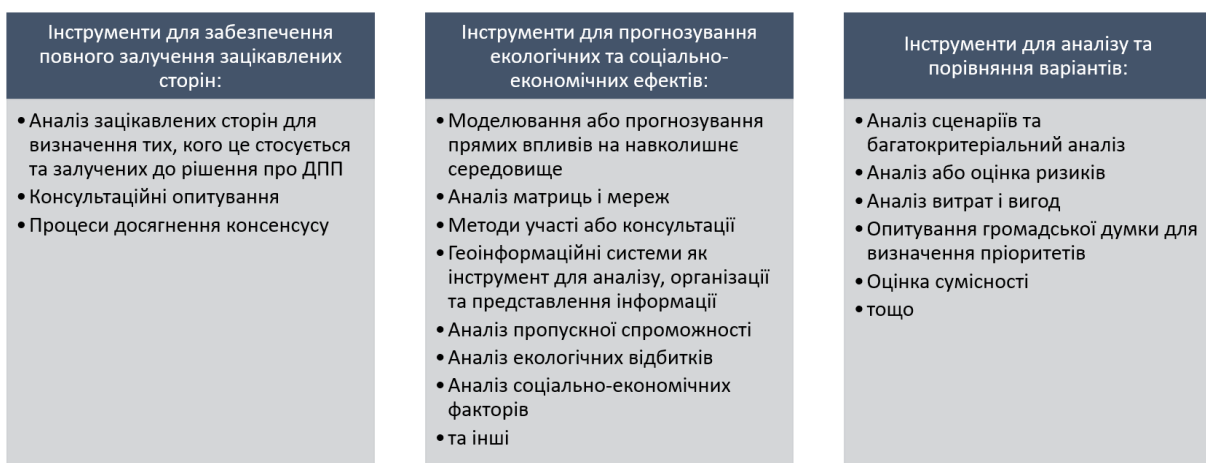 Інструменти для забезпечення
повного залучення зацікавлених
сторін:
• Аналіз зацікавлених сторін для
визначення тих, кого це стосується
та залучених до рішення про ДПП
• Консультаційні опитування
• Процеси досягнення консенсусу
Інструменти для прогнозування
екологічних та соціально-
економічних ефектів:
• Моделювання або прогнозування
прямих впливів на навколишнє
середовище
• Аналіз матриць і мереж
• Методи участі або консультації
• Геоінформаційні системи як
інструмент для аналізу, організації
та представлення інформації
• Аналіз пропускної спроможності
• Аналіз екологічних відбитків
• Аналіз соціально-економічних
факторів
• та інші
Інструменти для аналізу та
порівняння варіантів:
• Аналіз сценаріїв та
багатокритеріальний аналіз
• Аналіз або оцінка ризиків
• Аналіз витрат і вигод
• Опитування громадської думки для
визначення пріоритетів
• Оцінка сумісності
• тощо